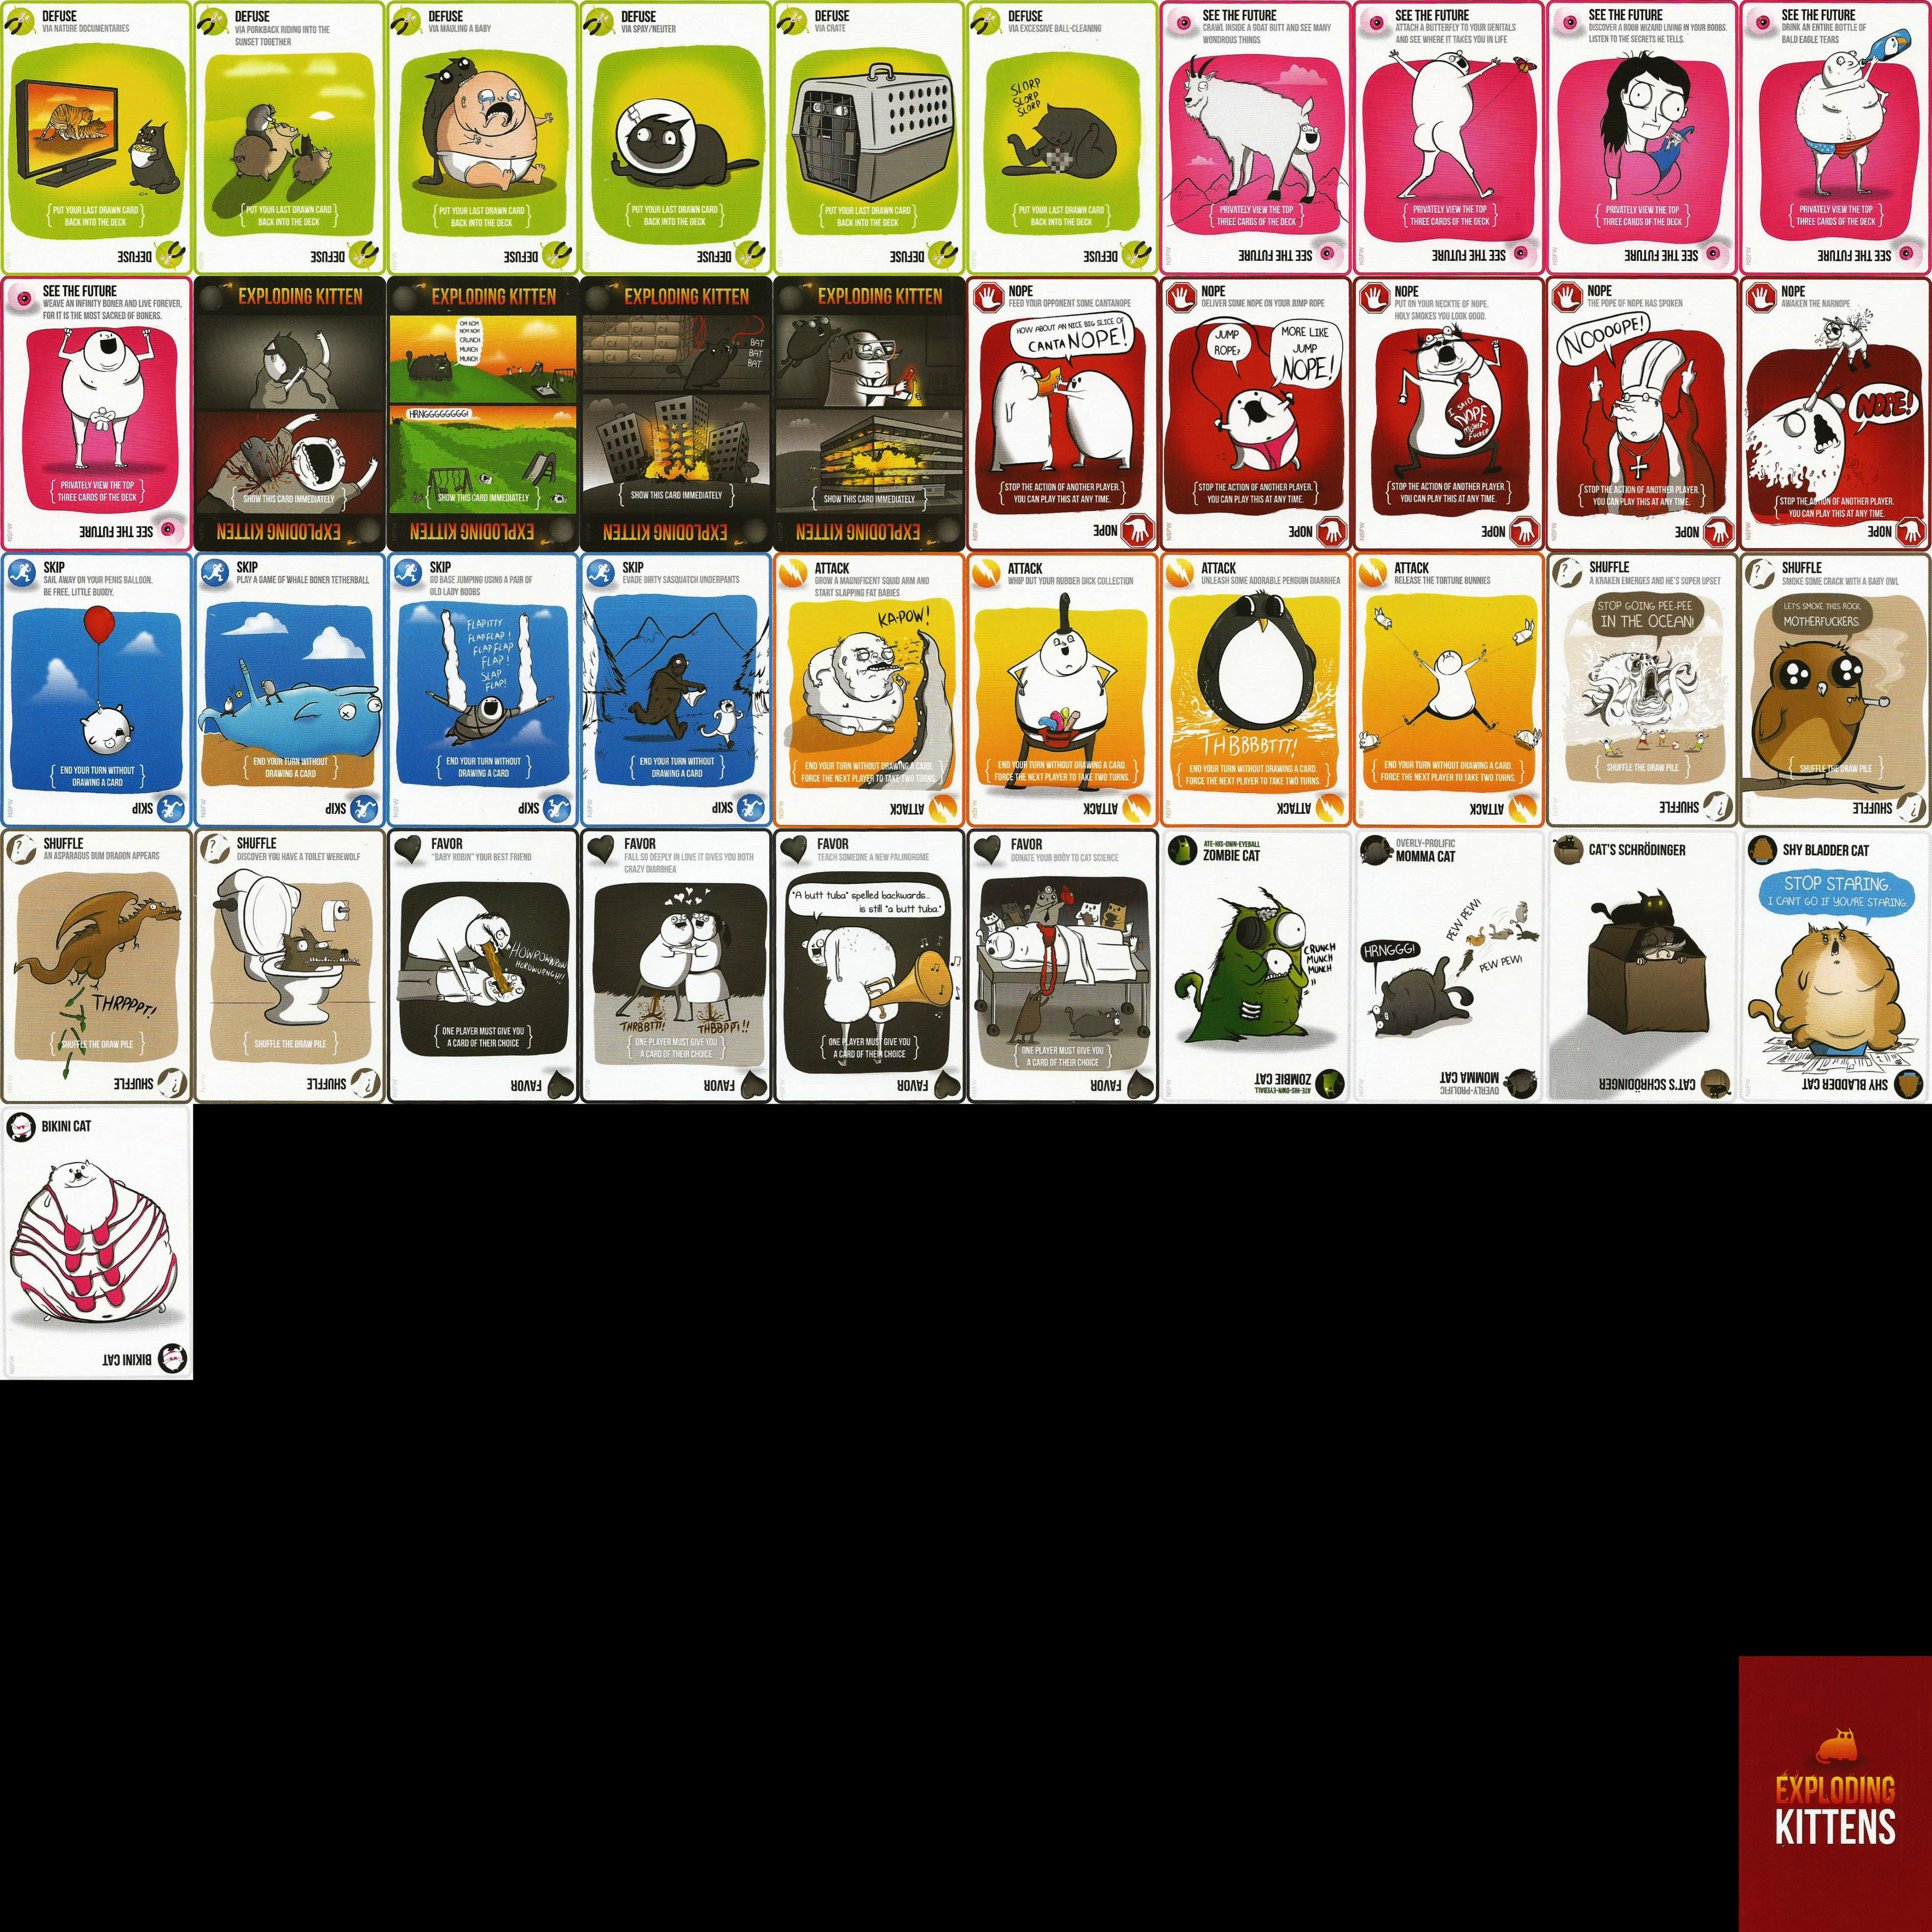 DEFUSE
VIA NATURE DOCUMENTARIES
PUT YOUR LAST DRAWN CARD
BACK INTO THE DECK
DEFUSE
NSFW
DEFUSE
VIA PORKBACK RIDING INTO THE
SUNSET TOGETHER
PUT YOUR LAST DRAWN CARD
BACK INTO THE DECK
DEFUSE
NSFW
DEFUSE
VIA MAULING A BABY
PUT YOUR LAST DRAWN CARD
BACK INTO THE DECK
DEFUSE
NSFW
DEFUSE
VIA SPAY/NEUTER
PUT YOUR LAST DRAWN CARD
BACK INTO THE DECK
DEFUSE
NSFW
DEFUSE
VIA CRATE
PUT YOUR LAST DRAWN CARD
BACK INTO THE DECK
DEFUSE
NSFW
DEFUSE
VIA EXCESSIVE BALL-CLEANING
SLORP
SLORP
SLORP
PUT YOUR LAST DRAWN CARD
BACK INTO THE DECK
DEFUSE
NSFW
SEE THE FUTURE
CRAWL INSIDE A GOAT BUTT AND SEE MANY
WONDROUS THINGS
PRIVATELY VIEW THE TOP
THREE CARDS OF THE DECK
SEE THE FUTURE
NSFW
SEE THE FUTURE
ATTACH A BUTTERFLY TO YOUR GENITALS
AND SEE WHERE IT TAKES YOU IN LIFE
PRIVATELY VIEW THE TOP
THREE CARDS OF THE DECK
SEE THE FUTURE
NSFW
SEE THE FUTURE
DISCOVER A BOOB WIZARD LIVING IN YOUR BOOBS.
LISTEN TO THE SECRETS HE TELLS.
PRIVATELY VIEW THE TOP
THREE CARDS OF THE DECK
SEE THE FUTURE
NSFW
SEE THE FUTURE
DRINK AN ENTIRE BOTTLE OF
BALD EAGLE TEARS
PRIVATELY VIEW THE TOP
THREE CARDS OF THE DECK
SEE THE FUTURE
NSFW
SEE THE FUTURE
WEAVE AN INFINITY BONER AND LIVE FOREVER,
FOR IT IS THE MOST SACRED OF BONERS.
PRIVATELY VIEW THE TOP
THREE CARDS OF THE DECK
SEE THE FUTURE
NSFW
EXPLODING KITTEN
SHOW THIS CARD IMMEDIATELY
EXPLODING KITTEN
EXPLODING KITTEN
OM NOM
NOM NOM
CRUNCH
MUNCH
MUNCH
HRNGGGGGGGG!
SHOW THIS CARD IMMEDIATELY
EXPLODING KITTEN
EXPLODING KITTEN
C4
BAT
BAT
BAT
SHOW THIS CARD IMMEDIATELY
EXPLODING KITTEN
EXPLODING KITTEN
SHOW THIS CARD IMMEDIATELY
EXPLODING KITTEN
NOPE
FEED YOUR OPPONENT SOME CANTANOPE
HOW ABOUT AN NICE BIG SLICE OF
CANTANOPE!
STOP THE ACTION OF ANOTHER PLAYER.
YOU CAN PLAY THIS AT ANY TIME.
NOPE
NSFW
NOPE
DELIVER SOME NOPE ON YOUR JUMP ROPE
JUMP
ROPE?
MORE LIKE
JUMP
NOPE!
STOP THE ACTION OF ANOTHER PLAYER.
YOU CAN PLAY THIS AT ANY TIME.
NOPE
NSFW
NOPE
PUT ON YOUR NECKTIE OF NOPE.
HOLY SMOKES YOU LOOK GOOD.
I SAID
NOPE
MOTHER
FUCKER
STOP THE ACTION OF ANOTHER PLAYER.
YOU CAN PLAY THIS AT ANY TIME.
NOPE
NSFW
NOPE
THE POPE OF NOPE HAS SPOKEN
NOOOOPE!
STOP THE ACTION OF ANOTHER PLAYER.
YOU CAN PLAY THIS AT ANY TIME.
NOPE
NSFW
NOPE
AWAKEN THE NARNOPE
NOPE!
STOP THE ACTION OF ANOTHER PLAYER.
YOU CAN PLAY THIS AT ANY TIME.
NOPE
NSFW
SKIP
SAIL AWAY ON YOUR PENIS BALLOON.
BE FREE, LITTLE BUDDY.
END YOUR TURN WITHOUT
DRAWING A CARD
SKIP
NSFW
SKIP
PLAY A GAME OF WHALE BONER TETHERBALL
END YOUR TURN WITHOUT
DRAWING A CARD
SKIP
NSFW
SKIP
GO BASE JUMPING USING A PAIR OF
OLD LADY BOOBS
FLAPITTY
FLAP FLAP!
FLAP FLAP
FLAP!
SLAP
FLAP!
END YOUR TURN WITHOUT
DRAWING A CARD
SKIP
NSFW
SKIP
EVADE DIRTY SASQUATCH UNDERPANTS
END YOUR TURN WITHOUT
DRAWING A CARD
SKIP
NSFW
ATTACK
GROW A MAGNIFICENT SQUID ARM AND
START SLAPPING FAT BABIES
KA-POW!
END YOUR TURN WITHOUT DRAWING A CARD.
FORCE THE NEXT PLAYER TO TAKE TWO TURNS.
ATTACK
NSFW
ATTACK
WHIP OUT YOUR RUBBER DICK COLLECTION
END YOUR TURN WITHOUT DRAWING A CARD.
FORCE THE NEXT PLAYER TO TAKE TWO TURNS.
ATTACK
NSFW
ATTACK
UNLEASH SOME ADORABLE PENGUIN DIARRHEA
THBBBBTTT!
END YOUR TURN WITHOUT DRAWING A CARD.
FORCE THE NEXT PLAYER TO TAKE TWO TURNS.
ATTACK
NSFW
ATTACK
RELEASE THE TORTURE BUNNIES
END YOUR TURN WITHOUT DRAWING A CARD.
FORCE THE NEXT PLAYER TO TAKE TWO TURNS.
ATTACK
NSFW
SHUFFLE
A KRAKEN EMERGES AND HE'S SUPER UPSET
STOP GOING PEE-PEE
IN THE OCEAN!
SHUFFLE THE DRAW PILE
SHUFFLE
NSFW
SHUFFLE
SMOKE SOME CRACK WITH A BABY OWL
LET'S SMOKE THIS ROCK,
MOTHERFUCKERS.
SHUFFLE THE DRAW PILE
SHUFFLE
NSFW
SHUFFLE
AN ASPARAGUS BUM DRAGON APPEARS
THRPPPT!
SHUFFLE THE DRAW PILE
SHUFFLE
NSFW
SHUFFLE
DISCOVER YOU HAVE A TOILET WEREWOLF
SHUFFLE THE DRAW PILE
SHUFFLE
NSFW
FAVOR
"BABY ROBIN" YOUR BEST FRIEND
ONE PLAYER MUST GIVE YOU
A CARD OF THEIR CHOICE
FAVOR
NSFW
FAVOR
FALL SO DEEPLY IN LOVE IT GIVES YOU BOTH
CRAZY DIARRHEA
THRBBTT!
THBBPPT!!
ONE PLAYER MUST GIVE YOU
A CARD OF THEIR CHOICE
FAVOR
NSFW
FAVOR
TEACH SOMEONE A NEW PALINDROME
"A butt tuba" spelled backwards...
is still "a butt tuba."
ONE PLAYER MUST GIVE YOU
A CARD OF THEIR CHOICE
FAVOR
NSFW
FAVOR
DONATE YOUR BODY TO CAT SCIENCE
ONE PLAYER MUST GIVE YOU
A CARD OF THEIR CHOICE
FAVOR
NSFW
ATE-HIS-OWN-EYEBALL
ZOMBIE CAT
CRUNCH
MUNCH
MUNCH
ZOMBIE CAT
ATE-HIS-OWN-EYEBALL
NSFW
OVERLY-PROLIFIC
MOMMA CAT
PEW PEW!
HRNGGG!
PEW PEW!
MOMMA CAT
OVERLY-PROLIFIC
NSFW
CAT'S SCHRÖDINGER
CAT'S SCHRÖDINGER
NSFW
SHY BLADDER CAT
STOP STARING.
I CAN'T GO IF YOU'RE STARING.
SHY BLADDER CAT
NSFW
BIKINI CAT
BIKINI CAT
NSFW
EXPLODING
KITTENS